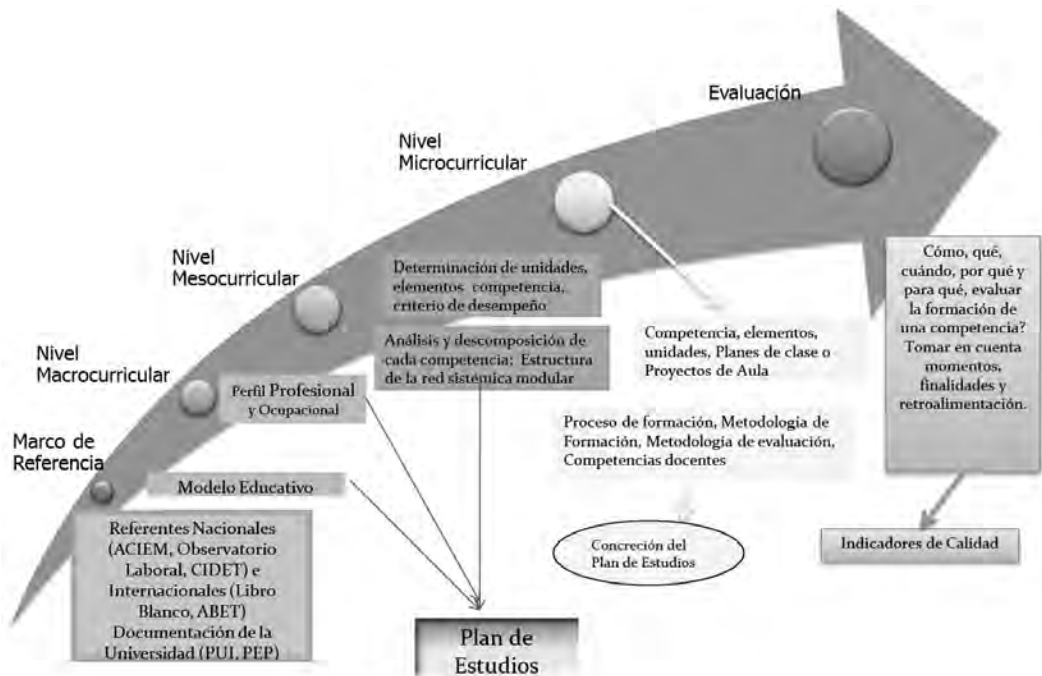 Evaluación
Nivel
Microcurricular
Nivel
Mesocurricular
Nivel
Macrocurricular
Marco de
Referencia
Determinación de unidades,
elementos competencia,
criterio de desempeño
Análisis y descomposición de
cada competencia: Estructura
de la red sistémica modular
Perfil Profesional
y Ocupacional
Modelo Educativo
Referentes Nacionales
(ACIEM, Observatorio
Laboral, CIDET) e
Internacionales (Libro
Blanco, ABET)
Documentación de la
Universidad (PUI, PEP)
Plan de
Estudios
Competencia, elementos,
unidades, Planes de clase o
Proyectos de Aula
Proceso de formación, Metodologia de
Formación, Metodologia de evaluación,
Competencias docentes
Concreción del
Plan de Estudios
Cómo, qué,
cuándo, por qué y
para qué, evaluar
la formación de
una competencia?
Tomar en cuenta
momentos,
finalidades y
retroalimentación.
Indicadores de Calidad